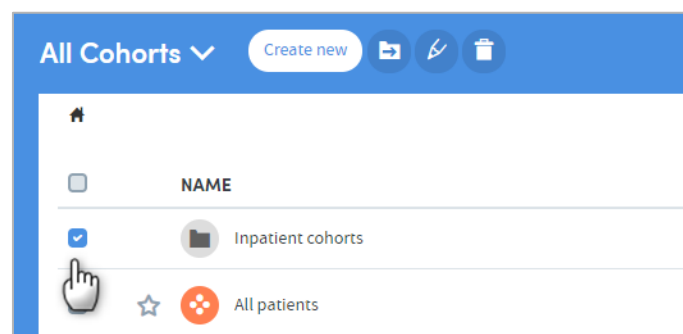 All Cohorts
Create new
NAME
Inpatient cohorts
All patients